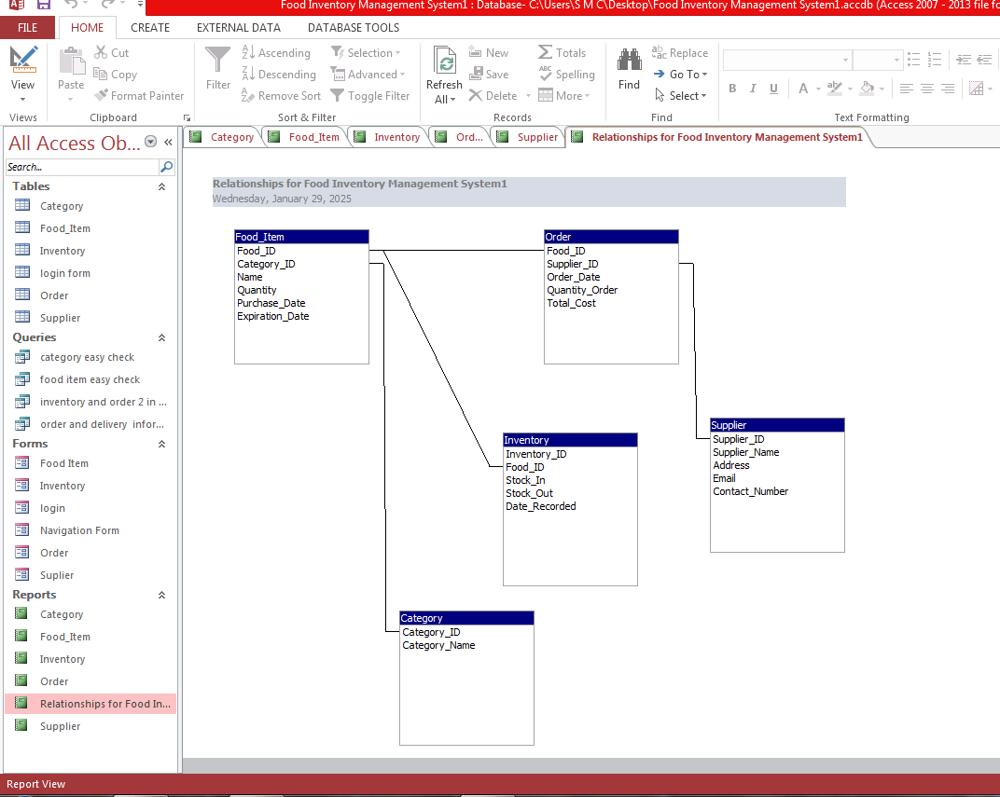 Food Inventory Management System1 : Database- C:\Users\S M C\Desktop\Food Inventory Management System1.accdb (Access 2007 - 2013 file fo
FILE HOME CREATE EXTERNAL DATA DATABASE TOOLS
View
Views
Paste
Cut
Copy
Format Painter
Clipboard
Filter
Ascending
Descending
Remove Sort
Selection
Advanced
Toggle Filter
Sort & Filter
Refresh
All
New
Save
Delete
Totals
Spelling
More
Records
Find
Replace
Go To
Select
Find
B I U A
Text Formatting
All Access Ob...
Search...
Tables
Category
Food_Item
Inventory
login form
Order
Supplier
Queries
category easy check
food item easy check
inventory and order 2 in ...
order and delivery infor...
Forms
Food Item
Inventory
login
Navigation Form
Order
Suplier
Reports
Category
Food_Item
Inventory
Order
Relationships for Food In...
Supplier
Category Food_Item Inventory Ord... Supplier Relationships for Food Inventory Management System1
Relationships for Food Inventory Management System1
Wednesday, January 29, 2025
Food_Item
Food_ID
Category_ID
Name
Quantity
Purchase_Date
Expiration_Date
Order
Food_ID
Supplier_ID
Order_Date
Quantity_Order
Total_Cost
Inventory
Inventory_ID
Food_ID
Stock_In
Stock_Out
Date_Recorded
Supplier
Supplier_ID
Supplier_Name
Address
Email
Contact_Number
Category
Category_ID
Category_Name
Report View